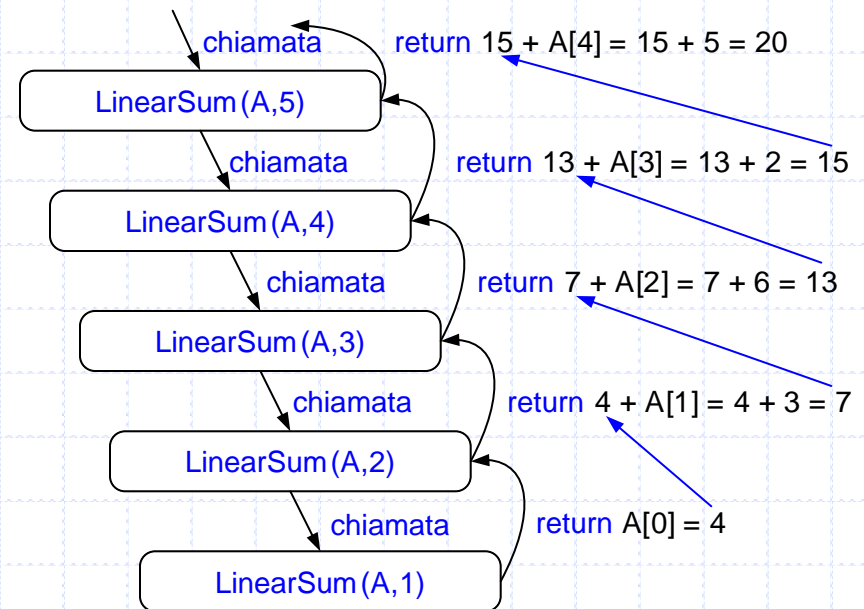 chiamata return 15 + A[4] = 15 + 5 = 20
LinearSum(A,5)
chiamata return 13 + A[3] = 13 + 2 = 15
LinearSum(A,4)
chiamata return 7 + A[2] = 7 + 6 = 13
LinearSum(A,3)
chiamata return 4 + A[1] = 4 + 3 = 7
LinearSum(A,2)
chiamata return A[0] = 4
LinearSum(A,1)